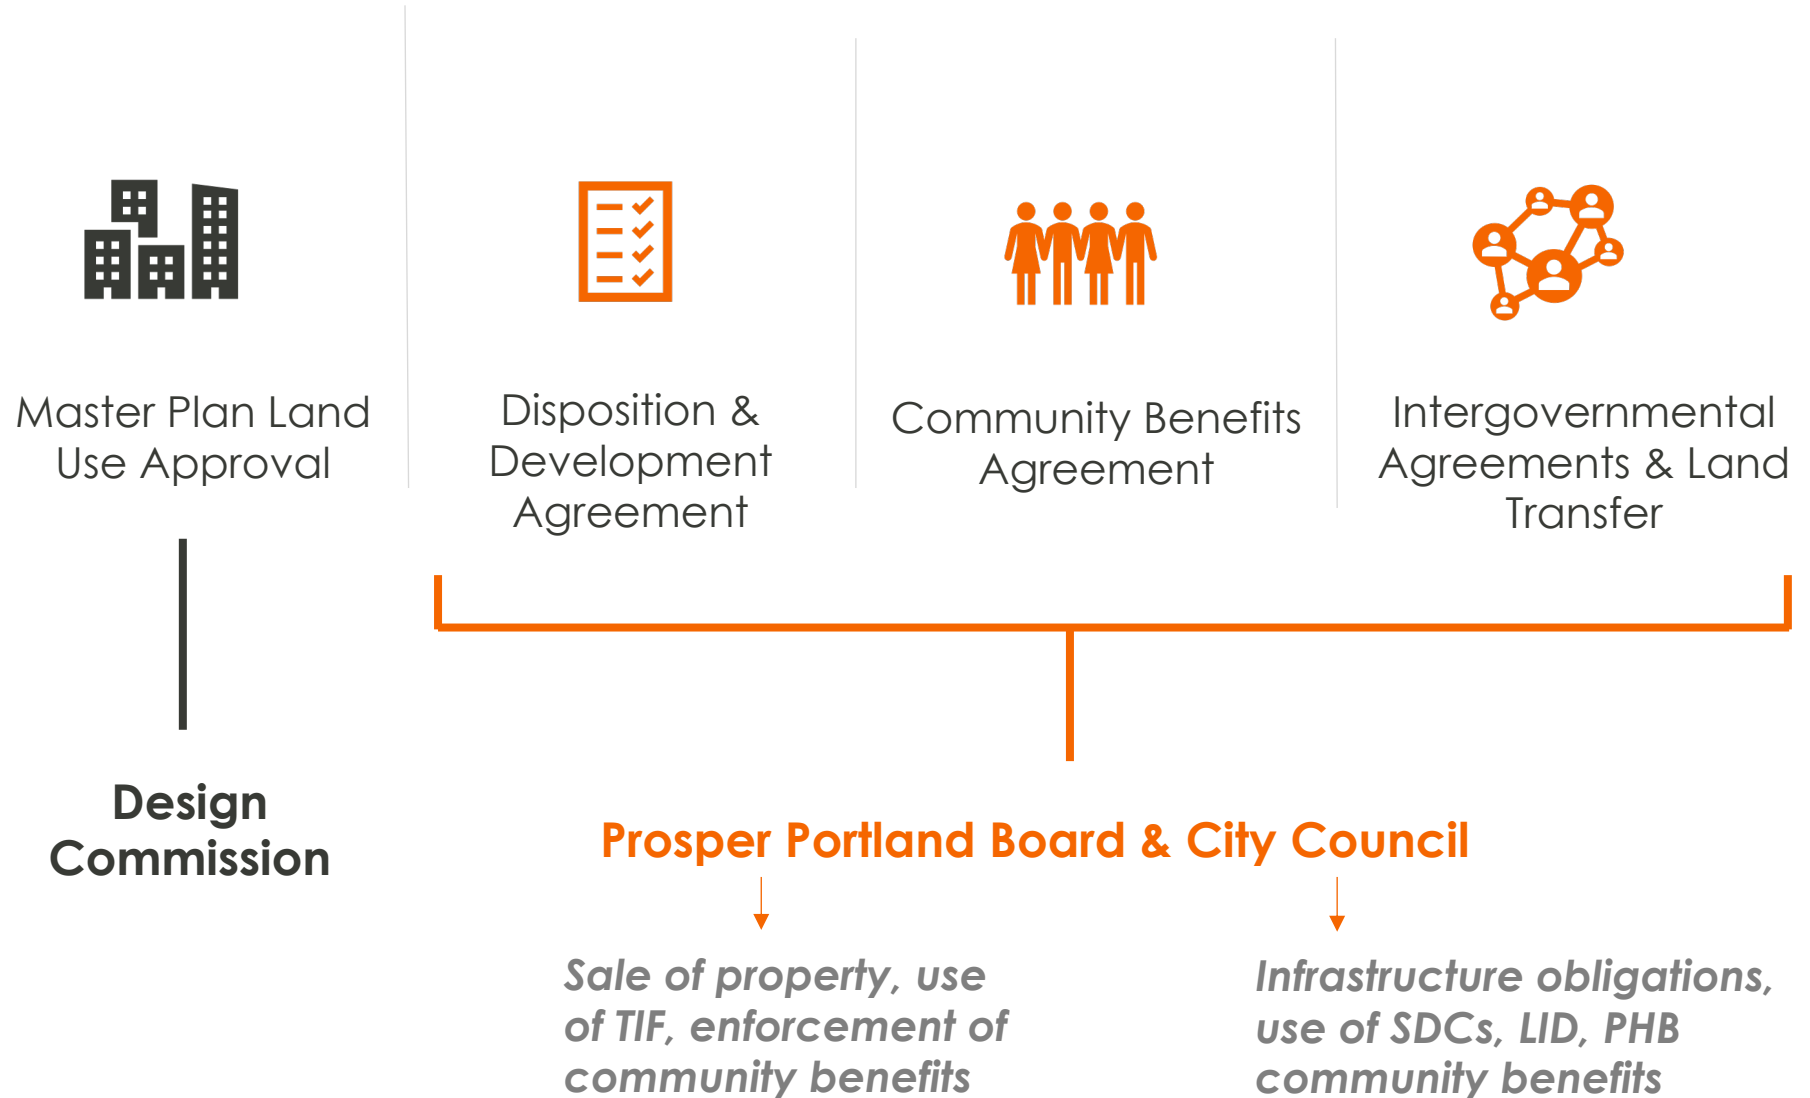 Master Plan Land
Use Approval
Disposition &
Development
Agreement
Community Benefits
Agreement
Intergovernmental
Agreements & Land
Transfer
Design
Commission
Prosper Portland Board & City Council
Sale of property, use
of TIF, enforcement of
community benefits
Infrastructure obligations,
use of SDCs, LID, PHB
community benefits